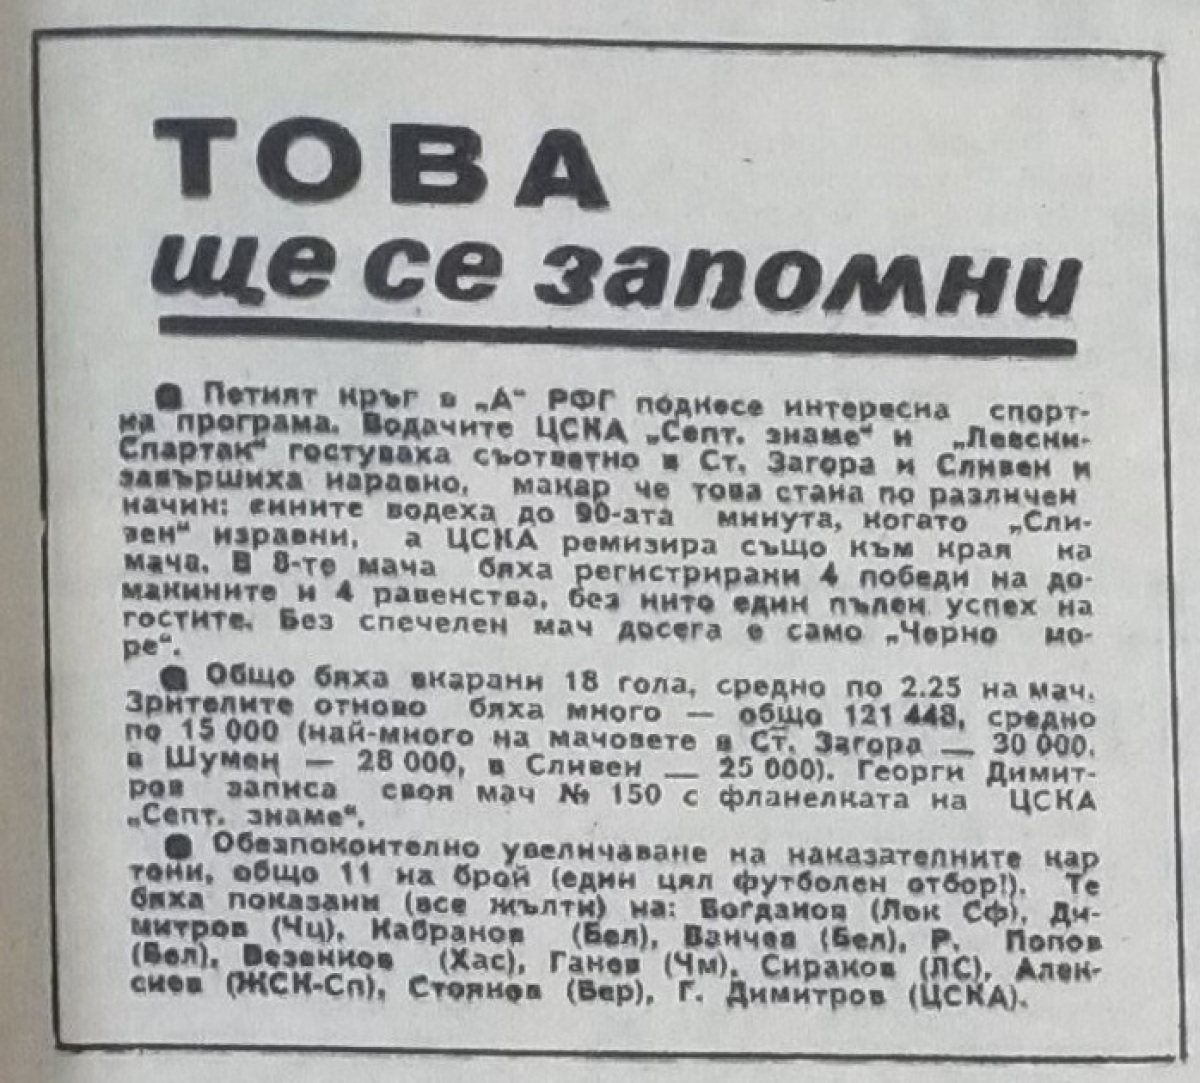 ТОВА
ще се запомни
● Петият кръг в „А“ РФГ поднесе интересна спорт-
на програма. Водачите ЦСКА „Септ. знаме“ и „Левски-
Спартак“ гостуваха съответно в Ст. Загора и Сливен и
завършиха наравно, макар че това стана по различен
начин: сините водеха до 90-ата минута, когато „Сли-
вен“ изравни, а ЦСКА ремизира също към края на
мача. В 8-те мача бяха регистрирани 4 победи на до-
макините и 4 равенства, без нито един пълен успех на
гостите. Без спечелен мач досега е само „Черно мо-
ре“.
● Общо бяха вкарани 18 гола, средно по 2.25 на мач.
Зрителите отново бяха много — общо 121 448, средно
по 15 000 (най-много на мачовете в Ст. Загора — 30 000,
в Шумен — 28 000, в Сливен — 25 000). Георги Димит-
ров записа своя мач № 150 с фланелката на ЦСКА
„Септ. знаме“.
● Обезпокоително увеличаване на наказателните кар
тони, общо 11 на брой (един цял футболен отбор!). Те
бяха показани (все жълти) на: Богданов (Лок Сф), Ди-
митров (Чц), Кабранов (Бел), Ванчев (Бел), Р. Попов
(Бел), Везенков (Хас), Ганев (Чм), Сираков (ЛС), Алек-
сиев (ЖСК-Сп), Стоянов (Бер), Г. Димитров (ЦСКА).